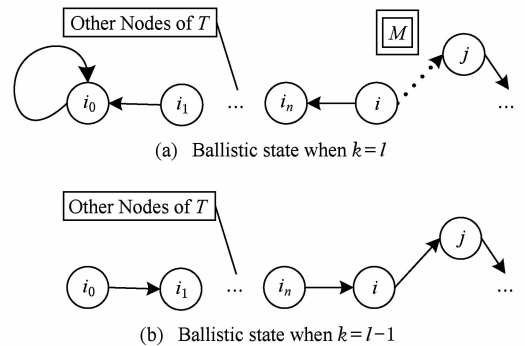 Other Nodes of T
M
j
i₀
i₁
...
iₙ
i
...
(a) Ballistic state when k=l
Other Nodes of T
j
i₀
i₁
...
iₙ
i
...
(b) Ballistic state when k=l−1